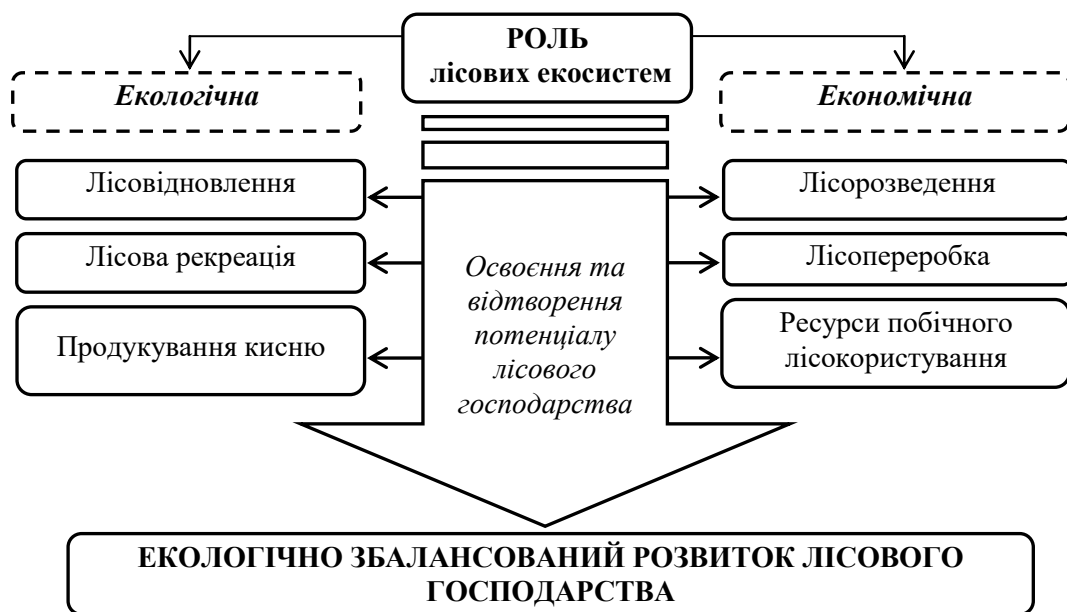 РОЛЬ
лісових екосистем
Екологічна
Економічна
Лісовідновлення
Лісорозведення
Лісова рекреація
Лісопереробка
Продукування кисню
Ресурси побічного
лісокористування
Освоєння та
відтворення
потенціалу
лісового
господарства
ЕКОЛОГІЧНО ЗБАЛАНСОВАНИЙ РОЗВИТОК ЛІСОВОГО
ГОСПОДАРСТВА